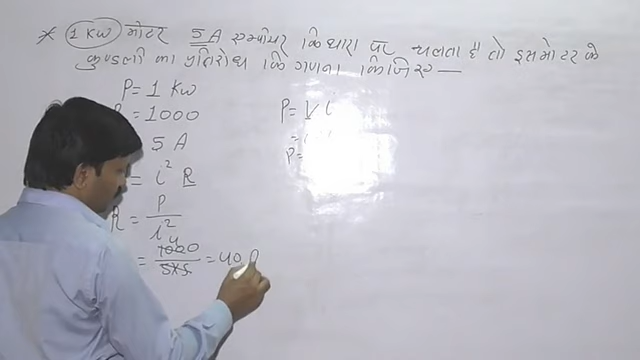 * 1 KW मोटर 5A एम्पीयर कि धारा पर चलता है तो इस मोटर के
कुण्डली का प्रतिरोध कि गणना किजिए —
P = 1 KW
= 1000
5 A
= i² R
R = P / i²
= 1000 / 5×5 = 40 Ω
P = V i
P =